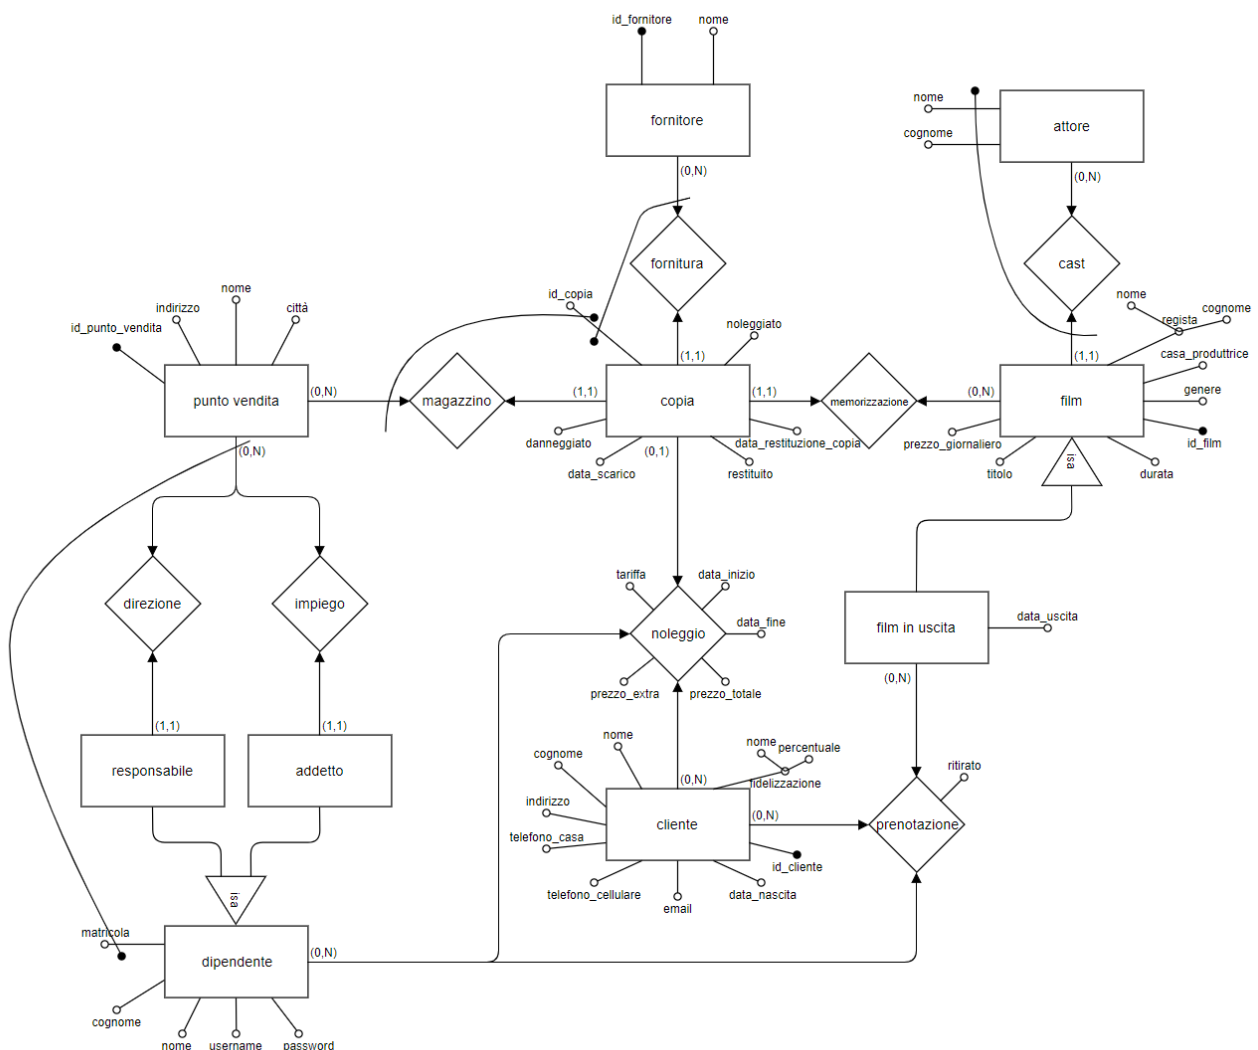 id_fornitore
nome
fornitore
(0,N)
nome
cognome
attore
(0,N)
fornitura
cast
nome
indirizzo
città
id_punto_vendita
id_copia
noleggiato
nome
cognome
regista
casa_produttrice
genere
id_film
(1,1)
(1,1)
punto vendita
(0,N)
magazzino
(1,1)
copia
(1,1)
memorizzazione
(0,N)
film
danneggiato
data_scarico
(0,1)
restituito
data_restituzione_copia
prezzo_giornaliero
titolo
durata
isa
(0,N)
direzione
impiego
tariffa
data_inizio
data_fine
noleggio
prezzo_extra
prezzo_totale
film in uscita
data_uscita
(0,N)
(1,1)
(1,1)
responsabile
addetto
nome
cognome
indirizzo
telefono_casa
telefono_cellulare
email
data_nascita
id_cliente
(0,N)
nome
percentuale
fidelizzazione
cliente
(0,N)
prenotazione
ritirato
isa
matricola
dipendente
(0,N)
cognome
nome
username
password